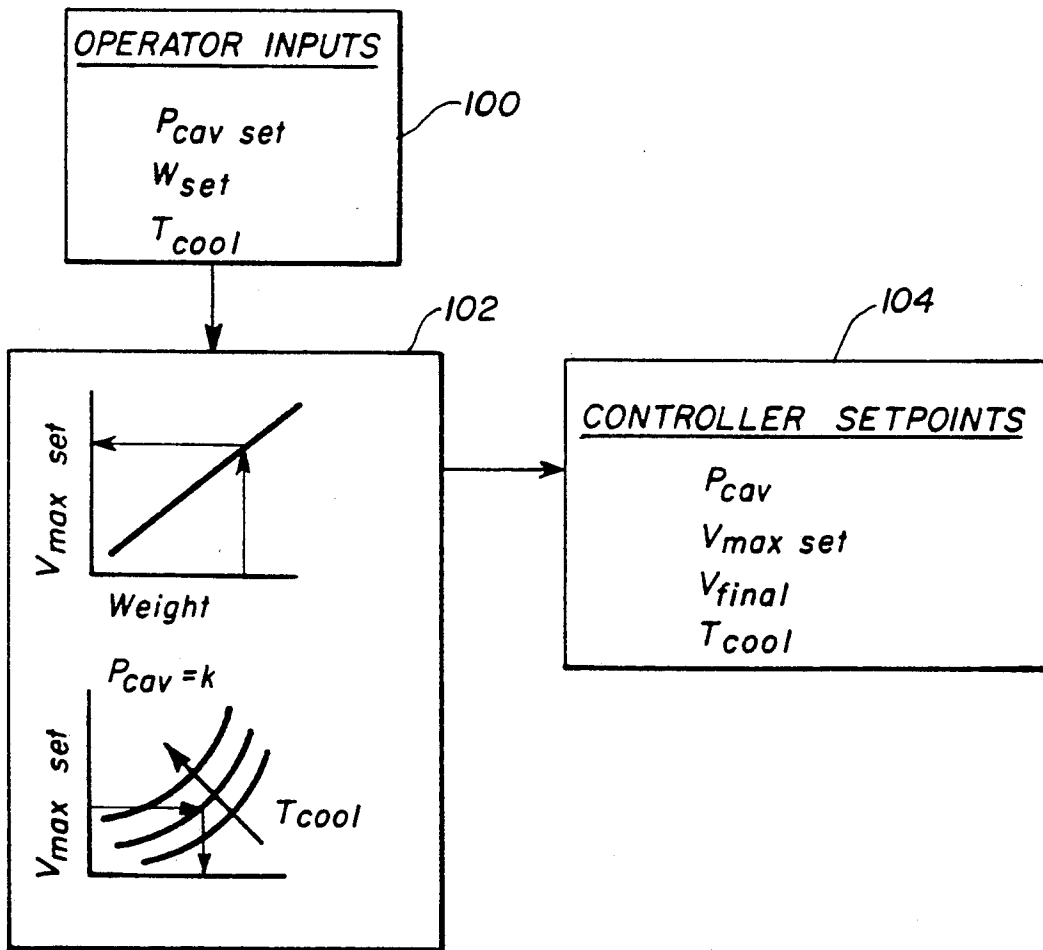 OPERATOR INPUTS
Pcav set
Wset
Tcool
100
102
Vmax set
Weight
Pcav = k
Vmax set
Tcool
104
CONTROLLER SETPOINTS
Pcav
Vmax set
Vfinal
Tcool